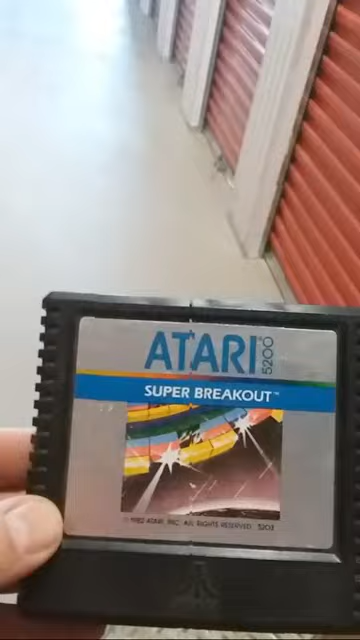 ATARI® 5200
SUPER BREAKOUT™
© 1982 ATARI, INC. ALL RIGHTS RESERVED